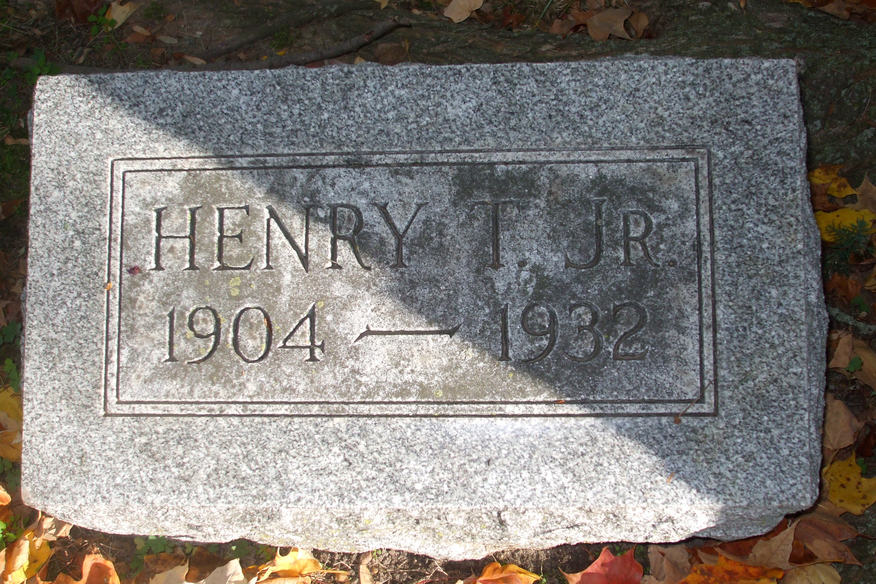 HENRY T. JR.
1904 — 1932